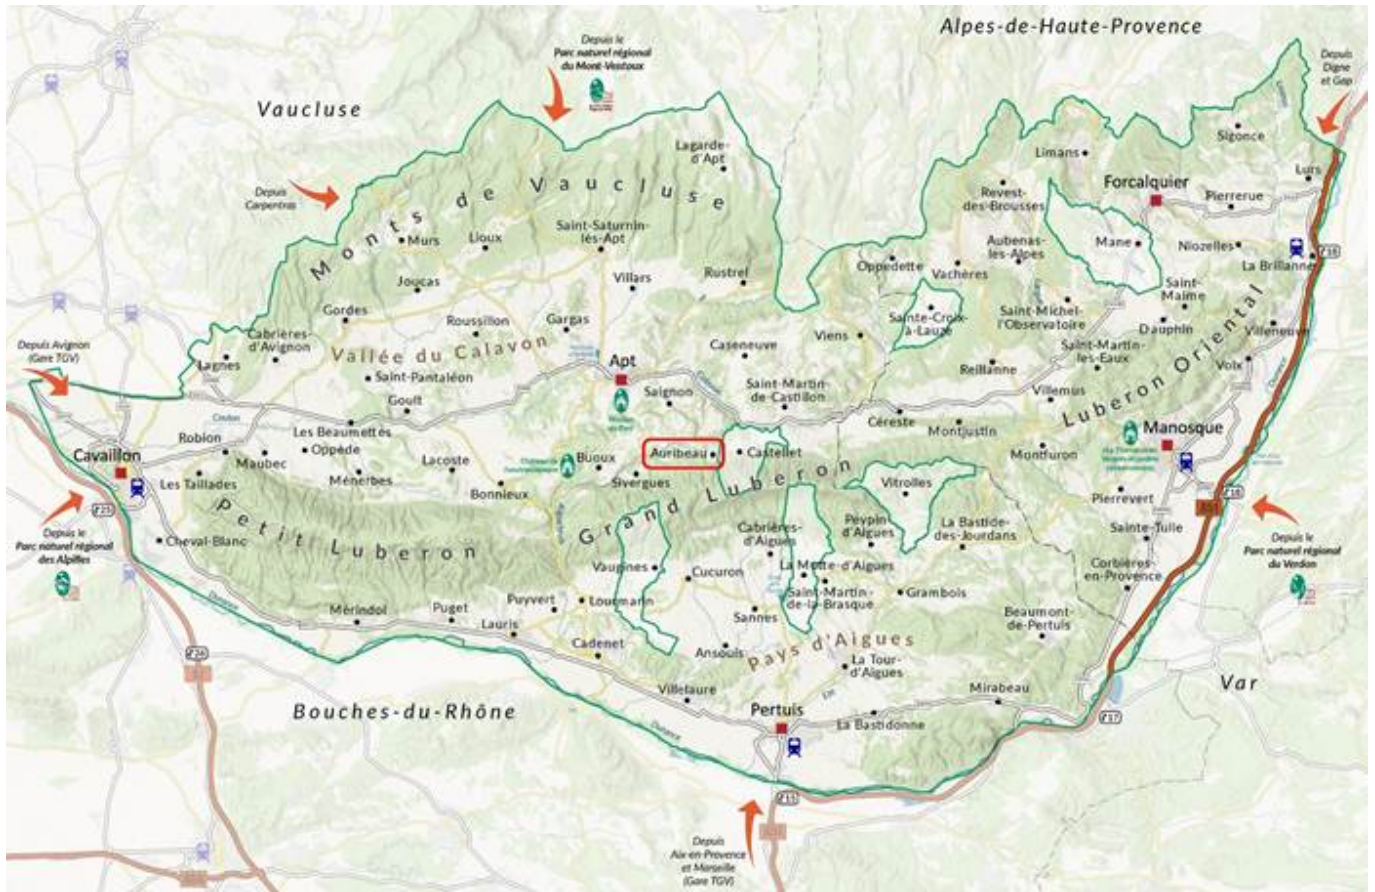 Alpes-de-Haute-Provence
Depuis le
Parc naturel régional
du Mont-Ventoux
Depuis
Digne
et Gap
Vaucluse
Sigonce
Lagarde-
d'Apt
Limans
Lurs
Depuis
Carpentras
Monts de Vaucluse
Revest-
des-Brousses
Forcalquier
Pierrerue
Murs
Lioux
Saint-Saturnin-
lès-Apt
Aubenas-
les-Alpes
Mane
Niozelles
La Brillanne
Oppedette
Vachères
Joucas
Villars
Rustrel
Saint-
Maime
Gordes
Roussillon
Gargas
Sainte-Croix-
à-Lauze
Saint-Michel-
l'Observatoire
Dauphin
Villeneuve
Depuis Avignon
(Gare TGV)
Cabrières-
d'Avignon
Vallée du Calavon
Viens
Saint-Martin-
les-Eaux
Lagnes
Caseneuve
Apt
Reillanne
Volx
Saint-Pantaléon
Saignon
Saint-Martin-
de-Castillon
Villemus
Luberon Oriental
Goult
Céreste
Montjustin
Manosque
Robion
Les Beaumettes
Oppède
Maubec
Cavaillon
Lacoste
Buoux
Auribeau
Castellet
Montfuron
Les Taillades
Ménerbes
Bonnieux
Sivergues
Vitrolles
Pierrevert
Petit Luberon
Grand Luberon
Depuis le
Parc naturel régional
des Alpilles
Cheval-Blanc
Cabrières-
d'Aigues
Peypin-
d'Aigues
La Bastide-
des-Jourdans
Sainte-Tulle
Depuis le
Parc naturel régional
du Verdon
Vaugines
Cucuron
La Motte-d'Aigues
Corbières-
en-Provence
Saint-Martin-
de-la-Brasque
Grambois
Mérindol
Puget
Puyvert
Lourmarin
Lauris
Sannes
Beaumont-
de-Pertuis
Cadenet
Ansouis
Pays d'Aigues
La Tour-
d'Aigues
Villelaure
Mirabeau
Var
Bouches-du-Rhône
Pertuis
La Bastidonne
Durance
Durance
Durance
Depuis
Aix-en-Provence
et Marseille
(Gare TGV)